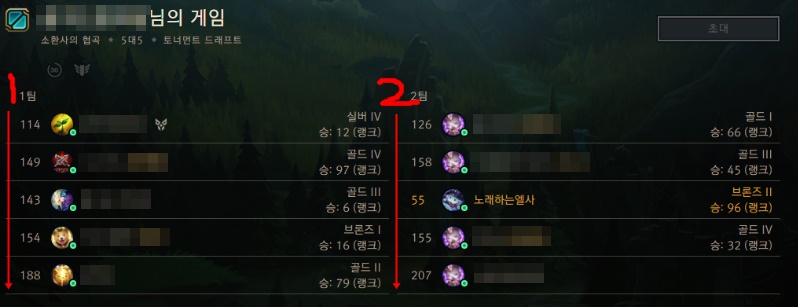 님의 게임
소환사의 협곡 • 5대5 • 토너먼트 드래프트
초대
30
1
1팀
114
실버 IV
승: 12 (랭크)
149
골드 IV
승: 97 (랭크)
143
골드 III
승: 6 (랭크)
154
브론즈 I
승: 16 (랭크)
188
골드 II
승: 79 (랭크)
2
2팀
126
골드 I
승: 66 (랭크)
158
골드 III
승: 45 (랭크)
55 노래하는엘사
브론즈 II
승: 96 (랭크)
155
골드 IV
승: 32 (랭크)
207